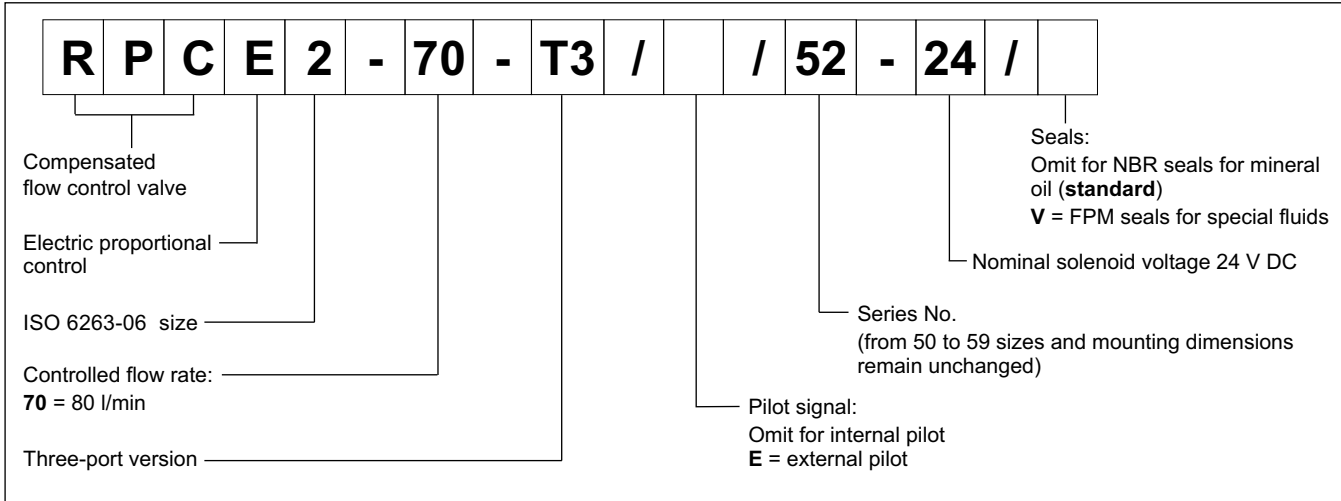 R P C E 2 - 70 - T3 / / 52 - 24 /
Compensated
flow control valve
Electric proportional
control
ISO 6263-06 size
Controlled flow rate:
70 = 80 l/min
Three-port version
Seals:
Omit for NBR seals for mineral
oil (standard)
V = FPM seals for special fluids
Nominal solenoid voltage 24 V DC
Series No.
(from 50 to 59 sizes and mounting dimensions
remain unchanged)
Pilot signal:
Omit for internal pilot
E = external pilot